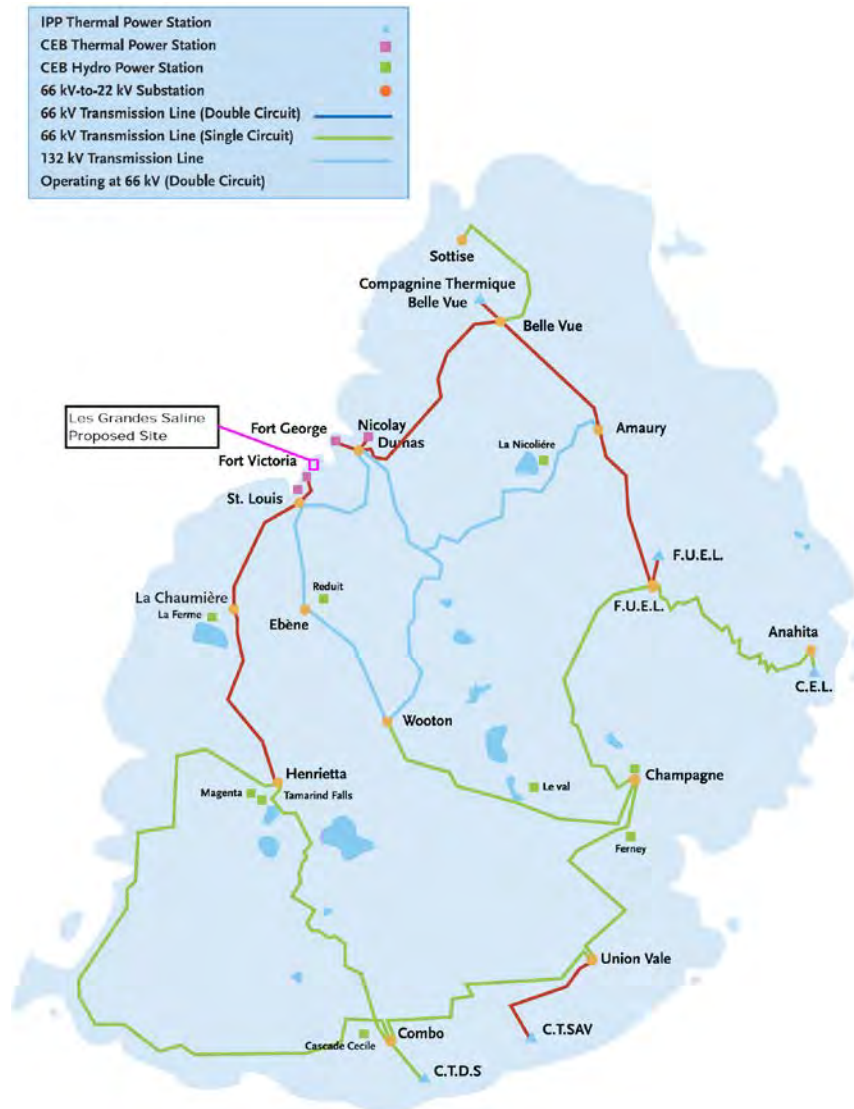 IPP Thermal Power Station
CEB Thermal Power Station
CEB Hydro Power Station
66 kV-to-22 kV Substation
66 kV Transmission Line (Double Circuit)
66 kV Transmission Line (Single Circuit)
132 kV Transmission Line
Operating at 66 kV (Double Circuit)
Sottise
Compagnine Thermique
Belle Vue
Belle Vue
Les Grandes Saline
Proposed Site
Fort George
Nicolay
Dumas
Amaury
La Nicoliére
Fort Victoria
St. Louis
F.U.E.L.
La Chaumière
La Ferme
Reduit
Ebène
F.U.E.L.
Anahita
C.E.L.
Wooton
Henrietta
Magenta
Tamarind Falls
Le val
Champagne
Ferney
Union Vale
Combo
Cascade Cecile
C.T.SAV
C.T.D.S